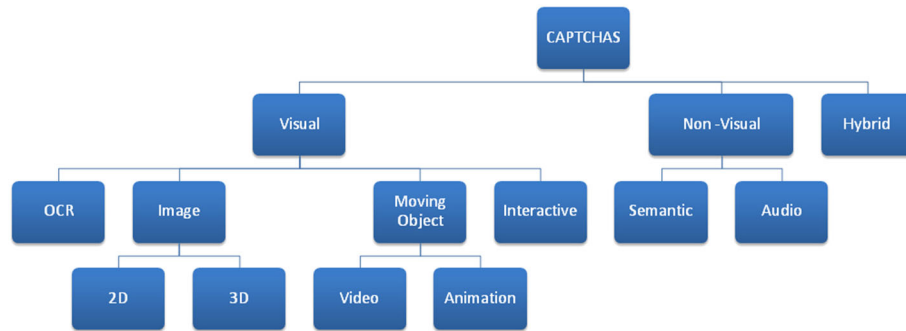 CAPTCHAS
Visual
Non -Visual
Hybrid
OCR
Image
Moving
Object
Interactive
Semantic
Audio
2D
3D
Video
Animation